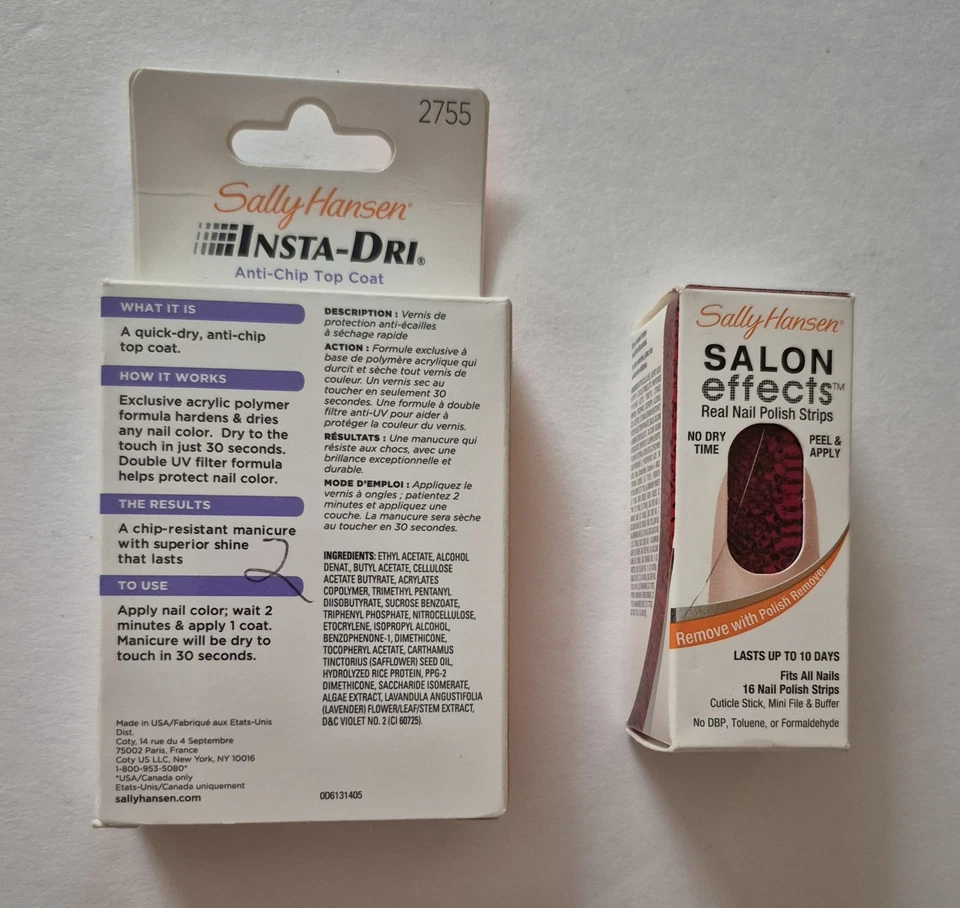 2755
Sally Hansen®
INSTA-DRI®
Anti-Chip Top Coat
WHAT IT IS
A quick-dry, anti-chip
top coat.
HOW IT WORKS
Exclusive acrylic polymer
formula hardens & dries
any nail color. Dry to the
touch in just 30 seconds.
Double UV filter formula
helps protect nail color.
THE RESULTS
A chip-resistant manicure
with superior shine
that lasts
2
TO USE
Apply nail color; wait 2
minutes & apply 1 coat.
Manicure will be dry to
touch in 30 seconds.
Made in USA/Fabriqué aux Etats-Unis
Dist.
Coty, 14 rue du 4 Septembre
75002 Paris, France
Coty US LLC, New York, NY 10016
1-800-953-5080*
*USA/Canada only
Etats-Unis/Canada uniquement
sallyhansen.com
DESCRIPTION : Vernis de
protection anti-écailles
à séchage rapide
ACTION : Formule exclusive à
base de polymère acrylique qui
durcit et sèche tout vernis de
couleur. Un vernis sec au
toucher en seulement 30
secondes. Une formule à double
filtre anti-UV pour aider à
protéger la couleur du vernis.
RÉSULTATS : Une manucure qui
résiste aux chocs, avec une
brillance exceptionnelle et
durable.
MODE D'EMPLOI : Appliquez le
vernis à ongles ; patientez 2
minutes et appliquez une
couche. La manucure sera sèche
au toucher en 30 secondes.
INGREDIENTS: ETHYL ACETATE, ALCOHOL
DENAT., BUTYL ACETATE, CELLULOSE
ACETATE BUTYRATE, ACRYLATES
COPOLYMER, TRIMETHYL PENTANYL
DIISOBUTYRATE, SUCROSE BENZOATE,
TRIPHENYL PHOSPHATE, NITROCELLULOSE,
ETOCRYLENE, ISOPROPYL ALCOHOL,
BENZOPHENONE-1, DIMETHICONE,
TOCOPHERYL ACETATE, CARTHAMUS
TINCTORIUS (SAFFLOWER) SEED OIL,
HYDROLYZED RICE PROTEIN, PPG-2
DIMETHICONE, SACCHARIDE ISOMERATE,
ALGAE EXTRACT, LAVANDULA ANGUSTIFOLIA
(LAVENDER) FLOWER/LEAF/STEM EXTRACT,
D&C VIOLET NO. 2 (CI 60725).
0D6131405
Sally Hansen®
SALON
effects™
Real Nail Polish Strips
NO DRY
TIME
PEEL &
APPLY
Remove with Polish Remover
LASTS UP TO 10 DAYS
Fits All Nails
16 Nail Polish Strips
Cuticle Stick, Mini File & Buffer
No DBP, Toluene, or Formaldehyde